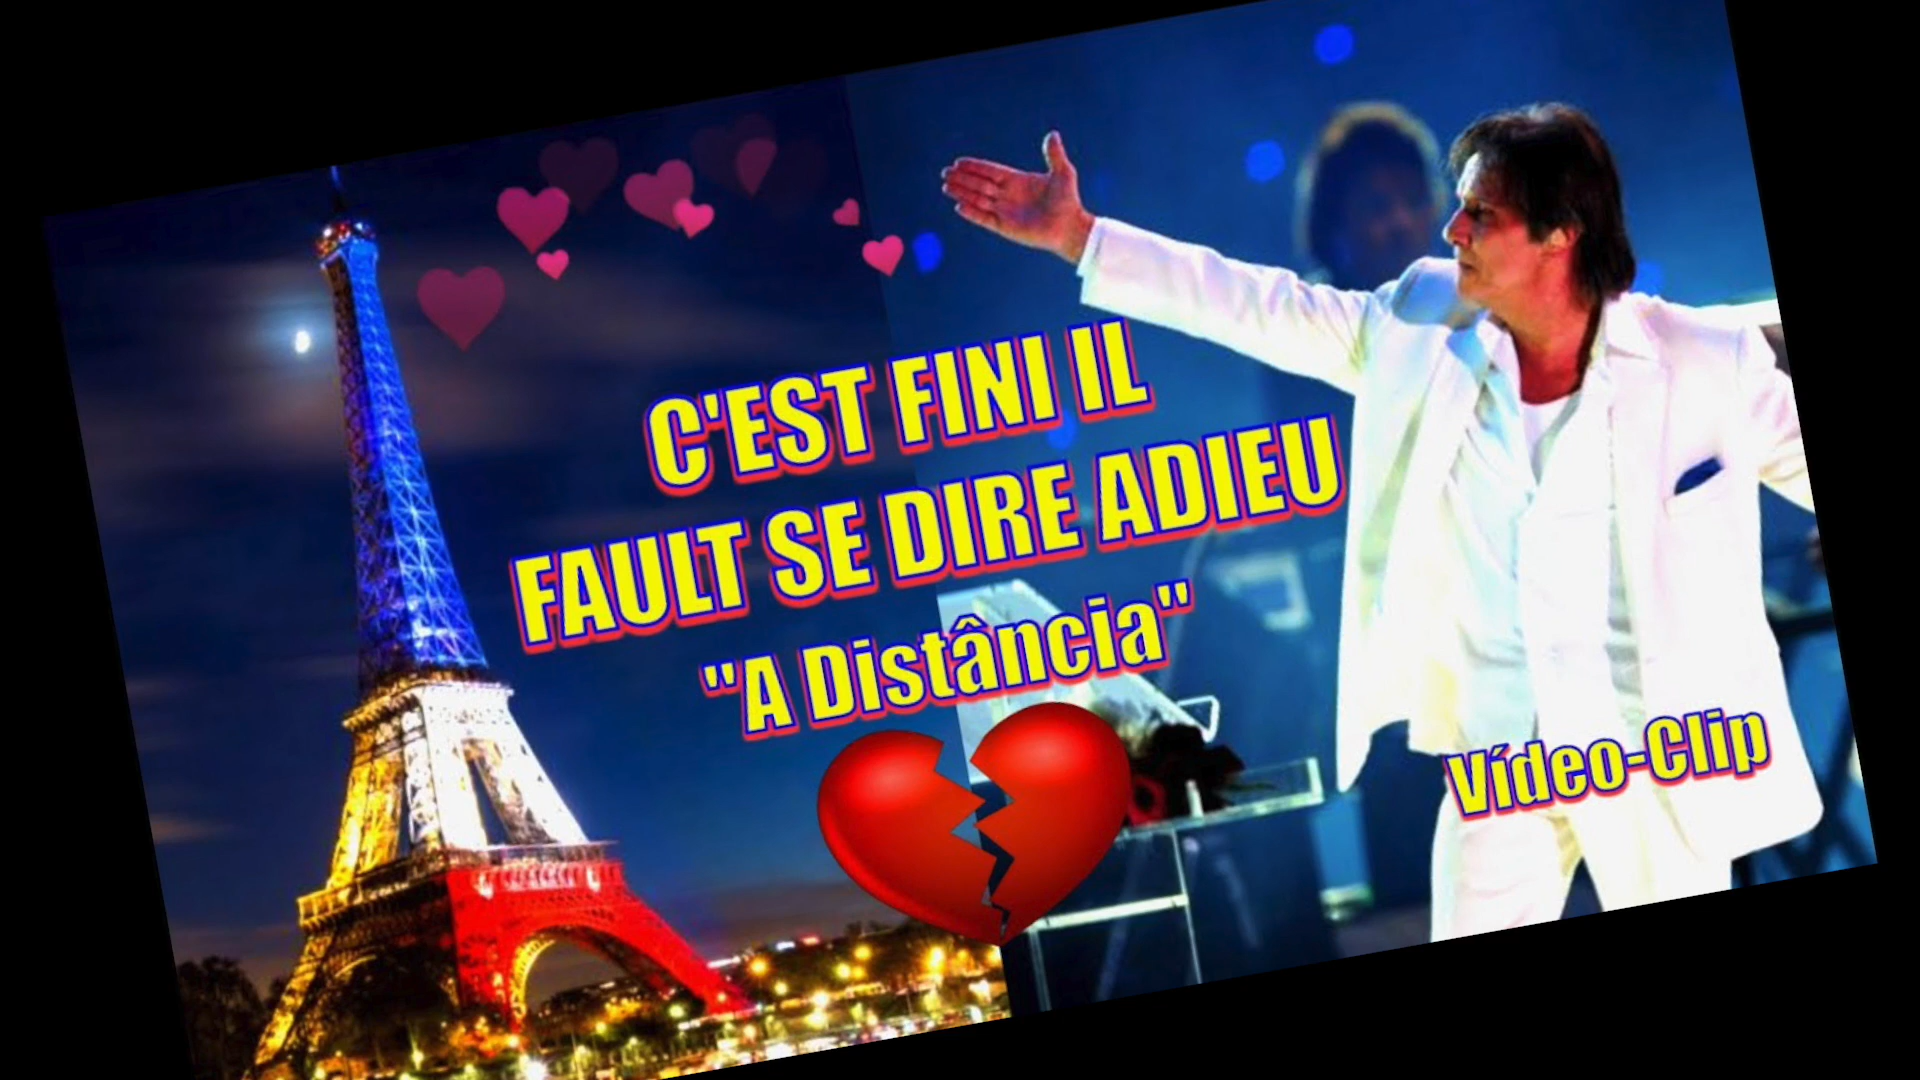 C'EST FINI IL
FAULT SE DIRE ADIEU
"A Distância"
Vídeo-Clip